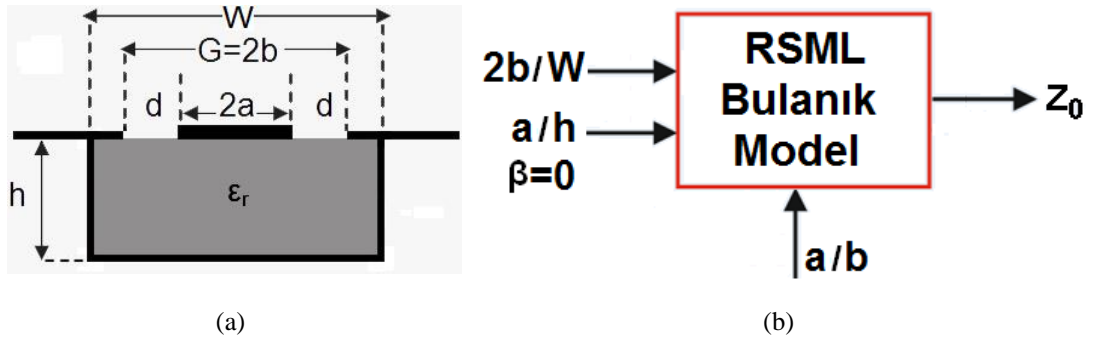 W
G=2b
d
2a
d
h
εr
(a)
2b/W
a/h
β=0
RSML
Bulanık
Model
Z0
a/b
(b)